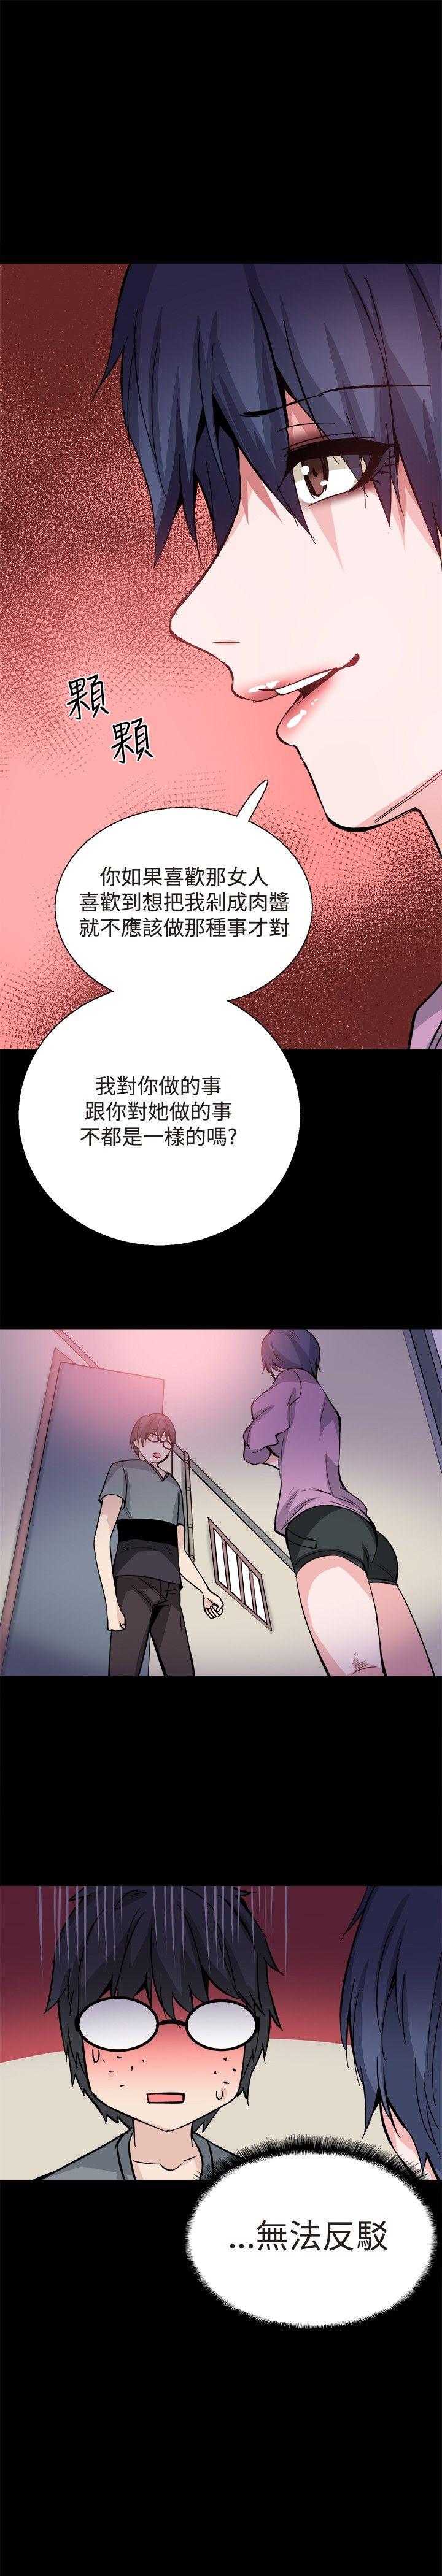 顆
顆
你如果喜歡那女人
喜歡到想把我剁成肉醬
就不應該做那種事才對
我對你做的事
跟你對她做的事
不都是一樣的嗎?
...無法反駁